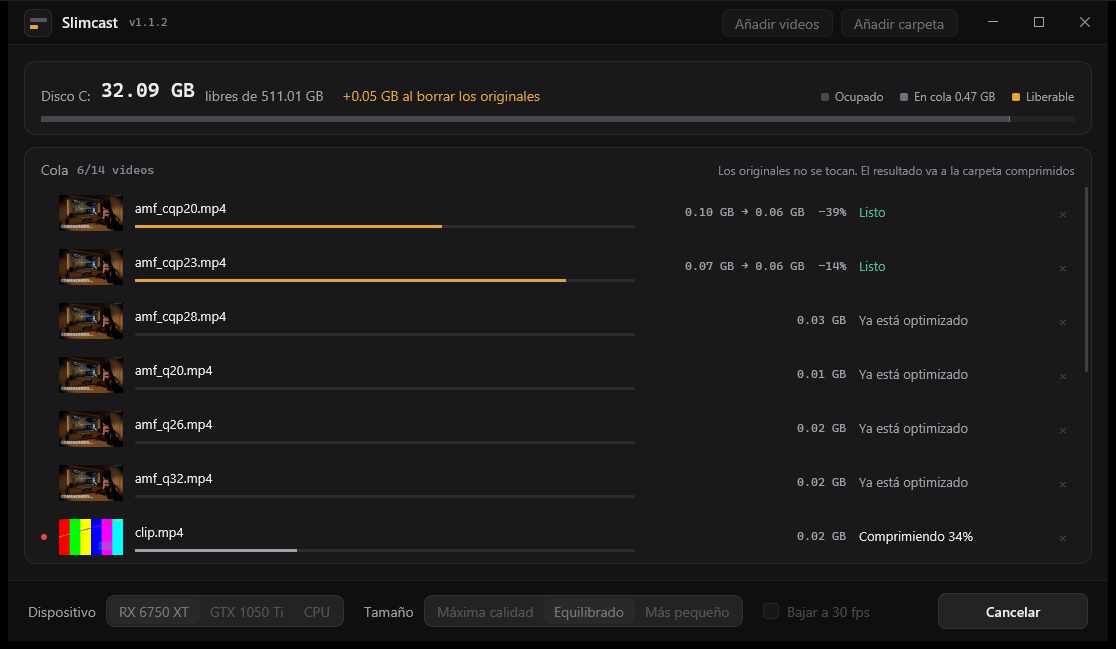 Slimcast v1.1.2
Añadir videos Añadir carpeta
Disco C: 32.09 GB libres de 511.01 GB +0.05 GB al borrar los originales
Ocupado En cola 0.47 GB Liberable
Cola 6/14 videos
Los originales no se tocan. El resultado va a la carpeta comprimidos
amf_cqp20.mp4
0.10 GB → 0.06 GB −39% Listo
COMENZANDO...
amf_cqp23.mp4
0.07 GB → 0.06 GB −14% Listo
COMENZANDO...
amf_cqp28.mp4
0.03 GB Ya está optimizado
COMENZANDO...
amf_q20.mp4
0.01 GB Ya está optimizado
COMENZANDO...
amf_q26.mp4
0.02 GB Ya está optimizado
COMENZANDO...
amf_q32.mp4
0.02 GB Ya está optimizado
COMENZANDO...
clip.mp4
0.02 GB Comprimiendo 34%
Dispositivo RX 6750 XT GTX 1050 Ti CPU Tamaño Máxima calidad Equilibrado Más pequeño Bajar a 30 fps Cancelar